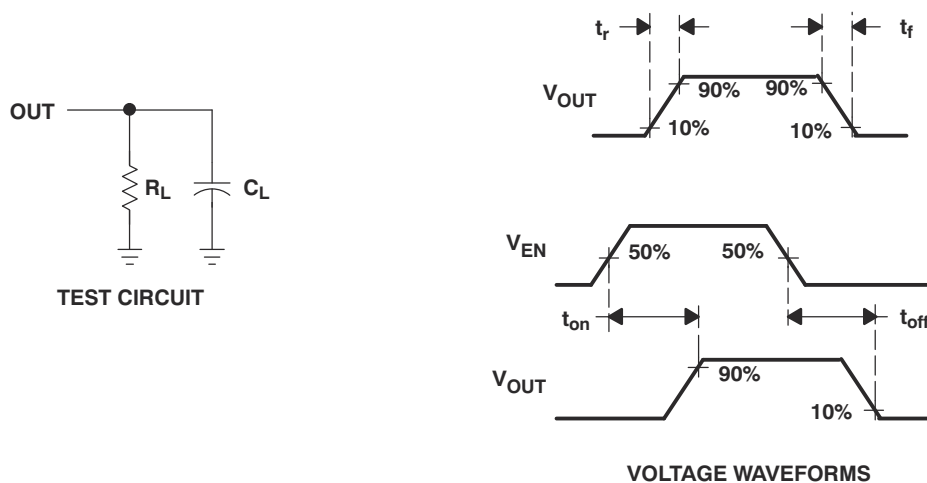 t_r
t_f
V_OUT
90%
90%
10%
10%
OUT
R_L
C_L
TEST CIRCUIT
V_EN
50%
50%
t_on
t_off
V_OUT
90%
10%
VOLTAGE WAVEFORMS